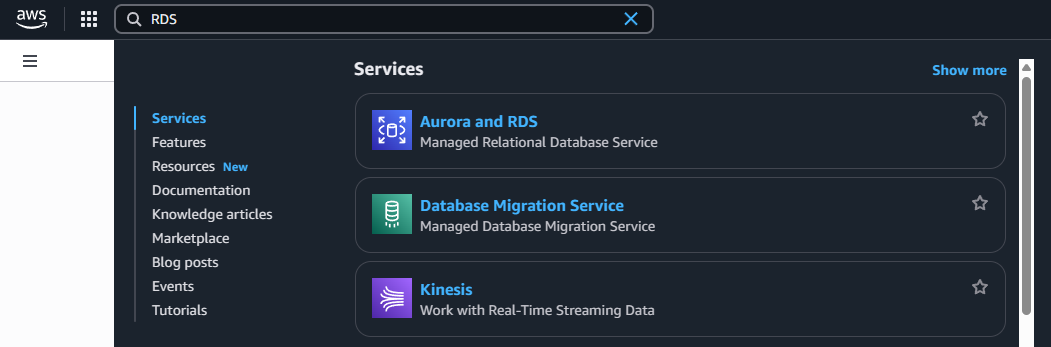 aws
RDS
Services
Show more
Services
Features
Resources New
Documentation
Knowledge articles
Marketplace
Blog posts
Events
Tutorials
Aurora and RDS
Managed Relational Database Service
Database Migration Service
Managed Database Migration Service
Kinesis
Work with Real-Time Streaming Data